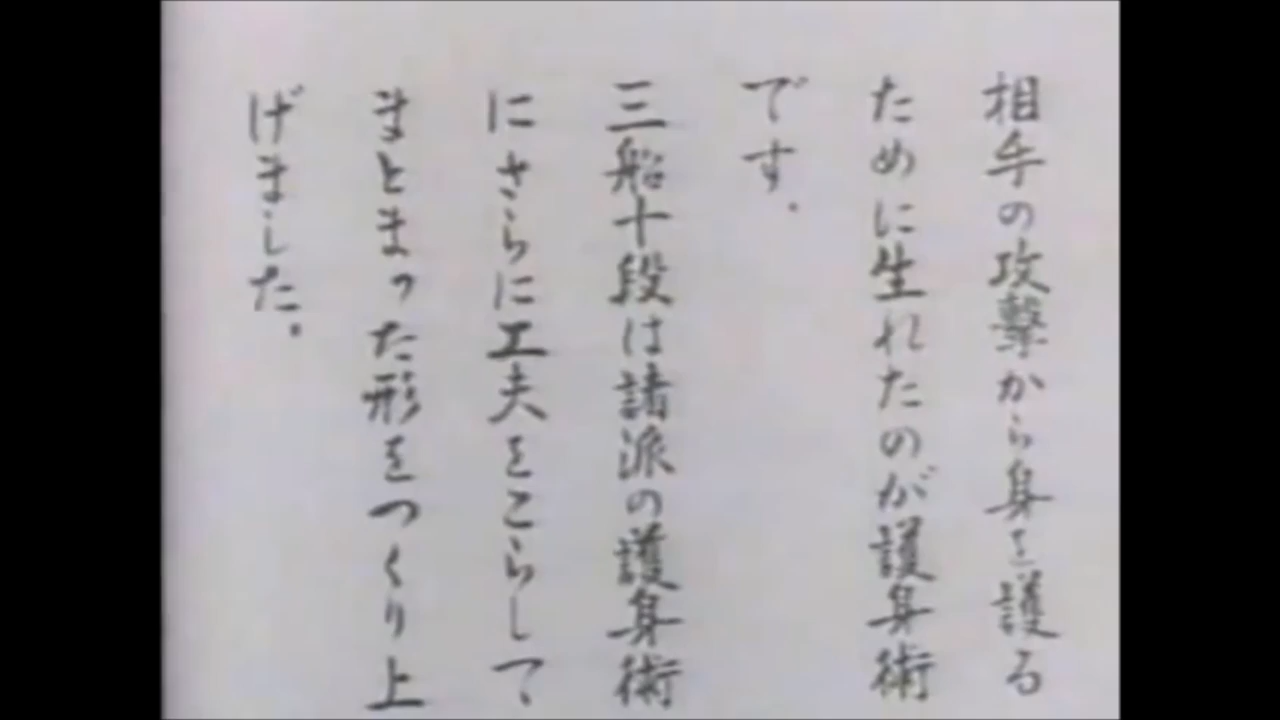 相手の攻撃から身を護る
ために生れたのが護身術
です.
三船十段は諸派の護身術
にさらに工夫をこらして
まとまった形をつくり上
げました.